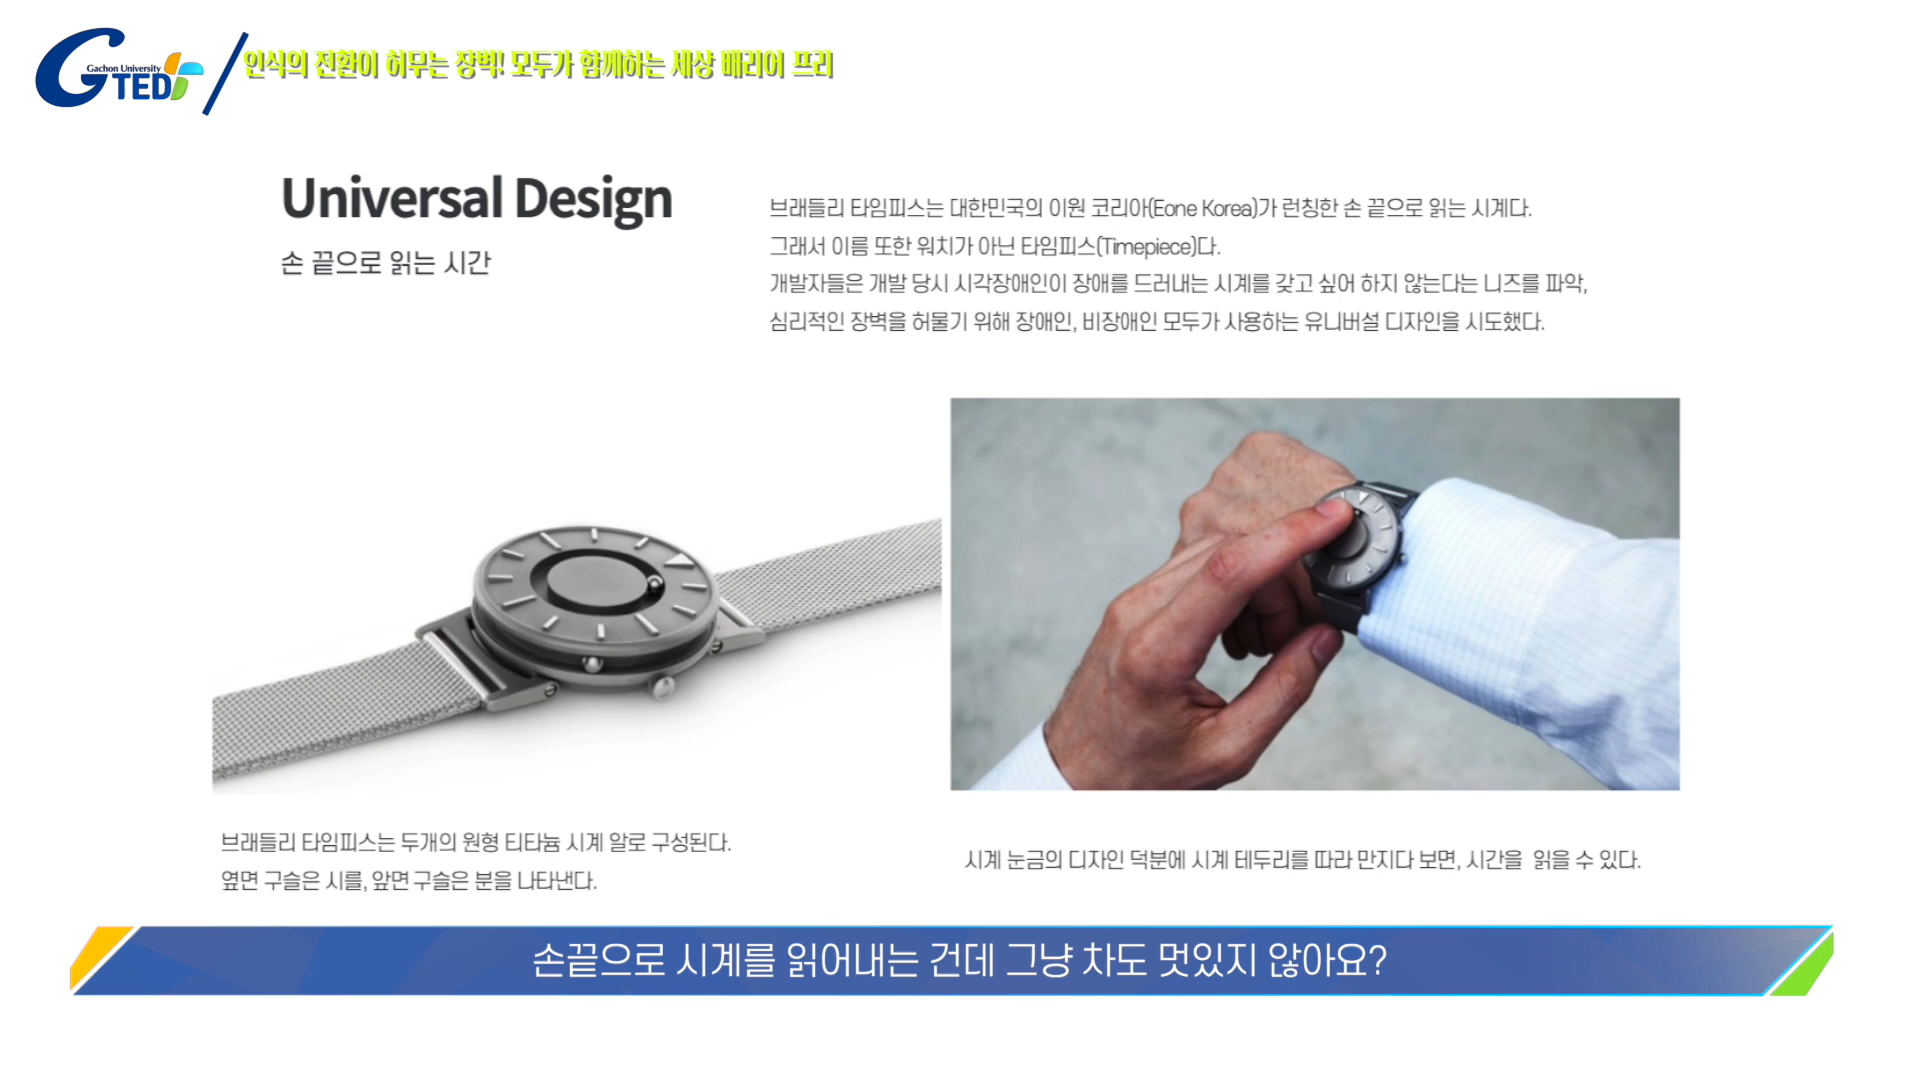 Gachon University
GTED
인식의 전환이 허무는 장벽! 모두가 함께하는 세상 배리어 프리
Universal Design
손 끝으로 읽는 시간
브래들리 타임피스는 대한민국의 이원 코리아(Eone Korea)가 런칭한 손 끝으로 읽는 시계다.
그래서 이름 또한 워치가 아닌 타임피스(Timepiece)다.
개발자들은 개발 당시 시각장애인이 장애를 드러내는 시계를 갖고 싶어 하지 않는다는 니즈를 파악,
심리적인 장벽을 허물기 위해 장애인, 비장애인 모두가 사용하는 유니버설 디자인을 시도했다.
브래들리 타임피스는 두개의 원형 티타늄 시계 알로 구성된다.
옆면 구슬은 시를, 앞면 구슬은 분을 나타낸다.
시계 눈금의 디자인 덕분에 시계 테두리를 따라 만지다 보면, 시간을 읽을 수 있다.
손끝으로 시계를 읽어내는 건데 그냥 차도 멋있지 않아요?